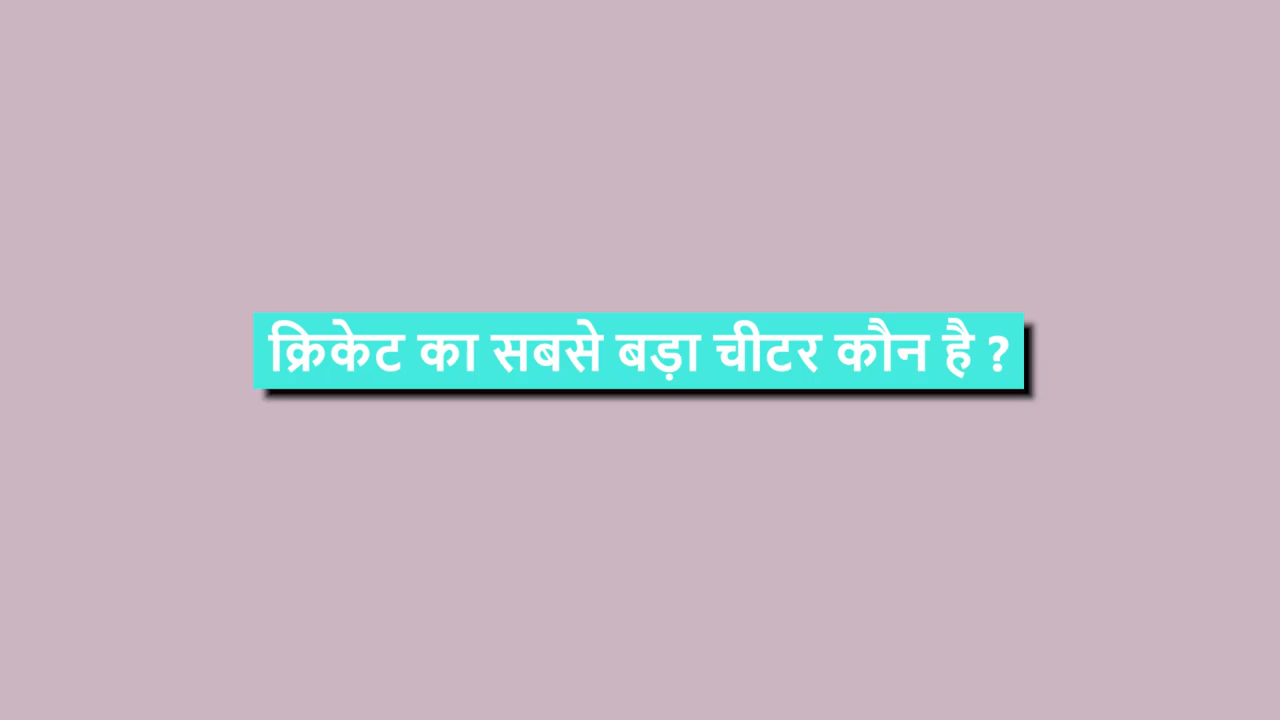 क्रिकेट का सबसे बड़ा चीटर कौन है ?